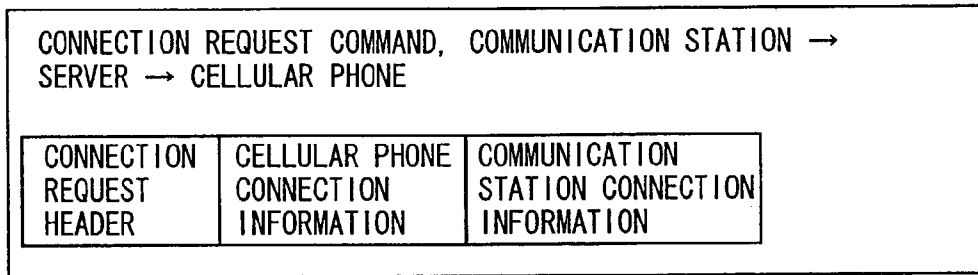 CONNECTION REQUEST COMMAND, COMMUNICATION STATION →
SERVER → CELLULAR PHONE
CONNECTION
REQUEST
HEADER
CELLULAR PHONE
CONNECTION
INFORMATION
COMMUNICATION
STATION CONNECTION
INFORMATION